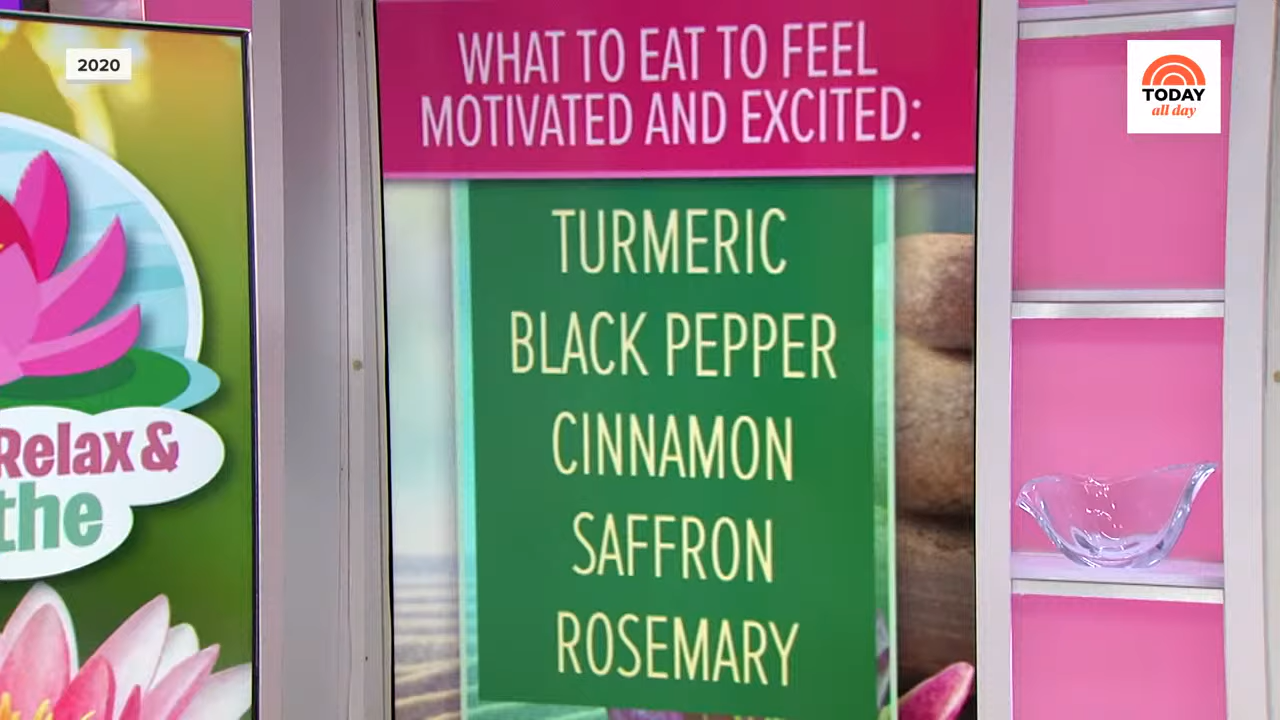 2020
WHAT TO EAT TO FEEL
MOTIVATED AND EXCITED:
TODAY
all day
TURMERIC
BLACK PEPPER
CINNAMON
SAFFRON
ROSEMARY
Relax &
the